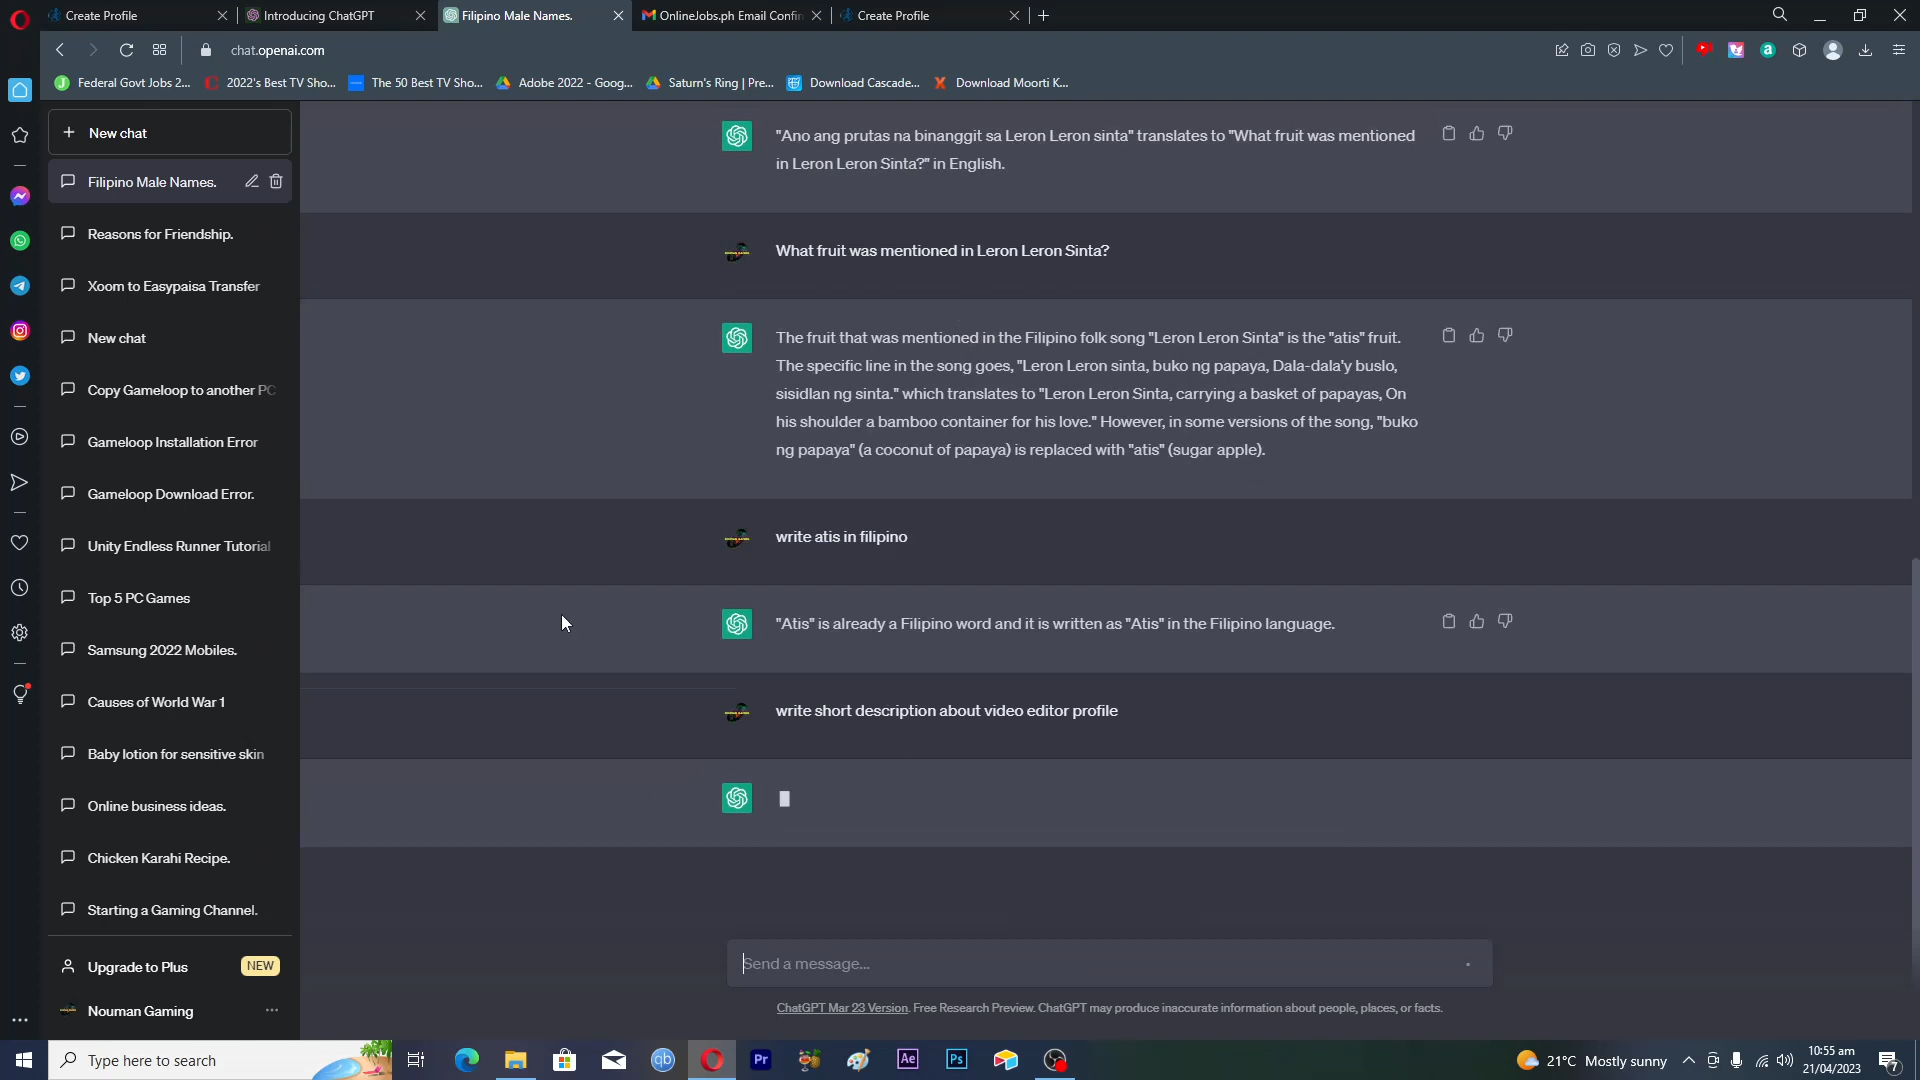 Create Profile
Introducing ChatGPT
Filipino Male Names.
OnlineJobs.ph Email Confir
Create Profile
chat.openai.com
Federal Govt Jobs 2...
2022's Best TV Sho...
The 50 Best TV Sho...
Adobe 2022 - Goog...
Saturn's Ring | Pre...
Download Cascade...
Download Moorti K...
New chat
Filipino Male Names.
Reasons for Friendship.
Xoom to Easypaisa Transfer
New chat
Copy Gameloop to another PC
Gameloop Installation Error
Gameloop Download Error.
Unity Endless Runner Tutorial
Top 5 PC Games
Samsung 2022 Mobiles.
Causes of World War 1
Baby lotion for sensitive skin
Online business ideas.
Chicken Karahi Recipe.
Starting a Gaming Channel.
Upgrade to Plus
NEW
Nouman Gaming
"Ano ang prutas na binanggit sa Leron Leron sinta" translates to "What fruit was mentioned
in Leron Leron Sinta?" in English.
What fruit was mentioned in Leron Leron Sinta?
The fruit that was mentioned in the Filipino folk song "Leron Leron Sinta" is the "atis" fruit.
The specific line in the song goes, "Leron Leron sinta, buko ng papaya, Dala-dala'y buslo,
sisidlan ng sinta." which translates to "Leron Leron Sinta, carrying a basket of papayas, On
his shoulder a bamboo container for his love." However, in some versions of the song, "buko
ng papaya" (a coconut of papaya) is replaced with "atis" (sugar apple).
write atis in filipino
"Atis" is already a Filipino word and it is written as "Atis" in the Filipino language.
write short description about video editor profile
Send a message...
ChatGPT Mar 23 Version. Free Research Preview. ChatGPT may produce inaccurate information about people, places, or facts.
Type here to search
qb
Pr
Ae
Ps
21°C Mostly sunny
10:55 am
21/04/2023
7